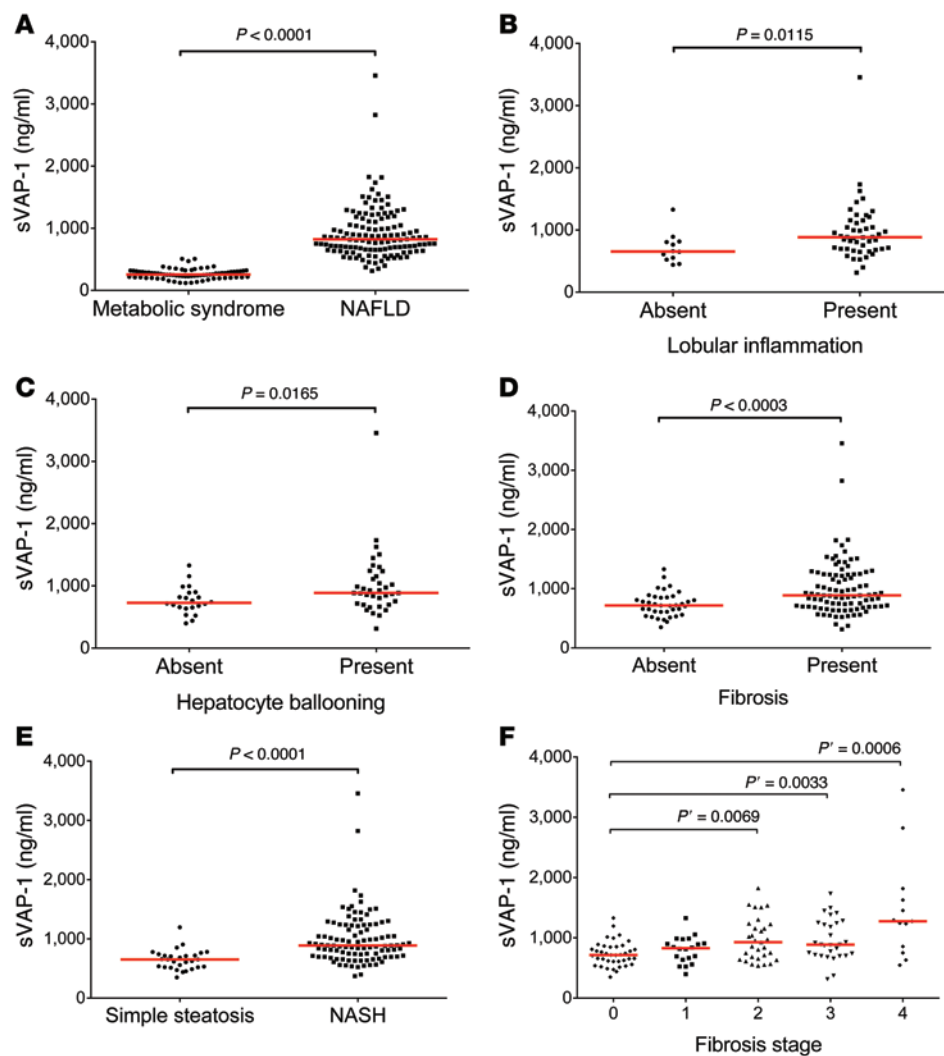 A
P < 0.0001
4,000
3,000
2,000
1,000
0
sVAP-1 (ng/ml)
Metabolic syndrome NAFLD
B
P = 0.0115
4,000
3,000
2,000
1,000
0
sVAP-1 (ng/ml)
Absent Present
Lobular inflammation
C
P = 0.0165
4,000
3,000
2,000
1,000
0
sVAP-1 (ng/ml)
Absent Present
Hepatocyte ballooning
D
P < 0.0003
4,000
3,000
2,000
1,000
0
sVAP-1 (ng/ml)
Absent Present
Fibrosis
E
P < 0.0001
4,000
3,000
2,000
1,000
0
sVAP-1 (ng/ml)
Simple steatosis NASH
F
P′ = 0.0006
P′ = 0.0033
P′ = 0.0069
4,000
3,000
2,000
1,000
0
sVAP-1 (ng/ml)
0 1 2 3 4
Fibrosis stage